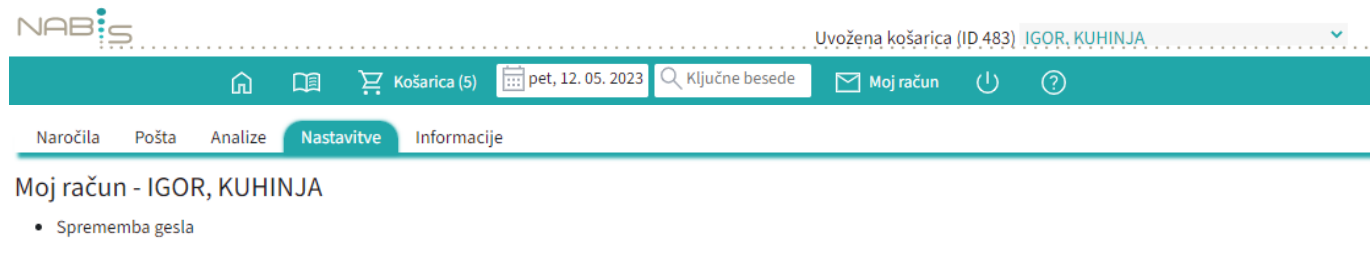 NABIS
Uvožena košarica (ID 483) IGOR, KUHINJA
Košarica (5) pet, 12. 05. 2023 Ključne besede Moj račun
Naročila Pošta Analize Nastavitve Informacije
Moj račun - IGOR, KUHINJA
• Sprememba gesla